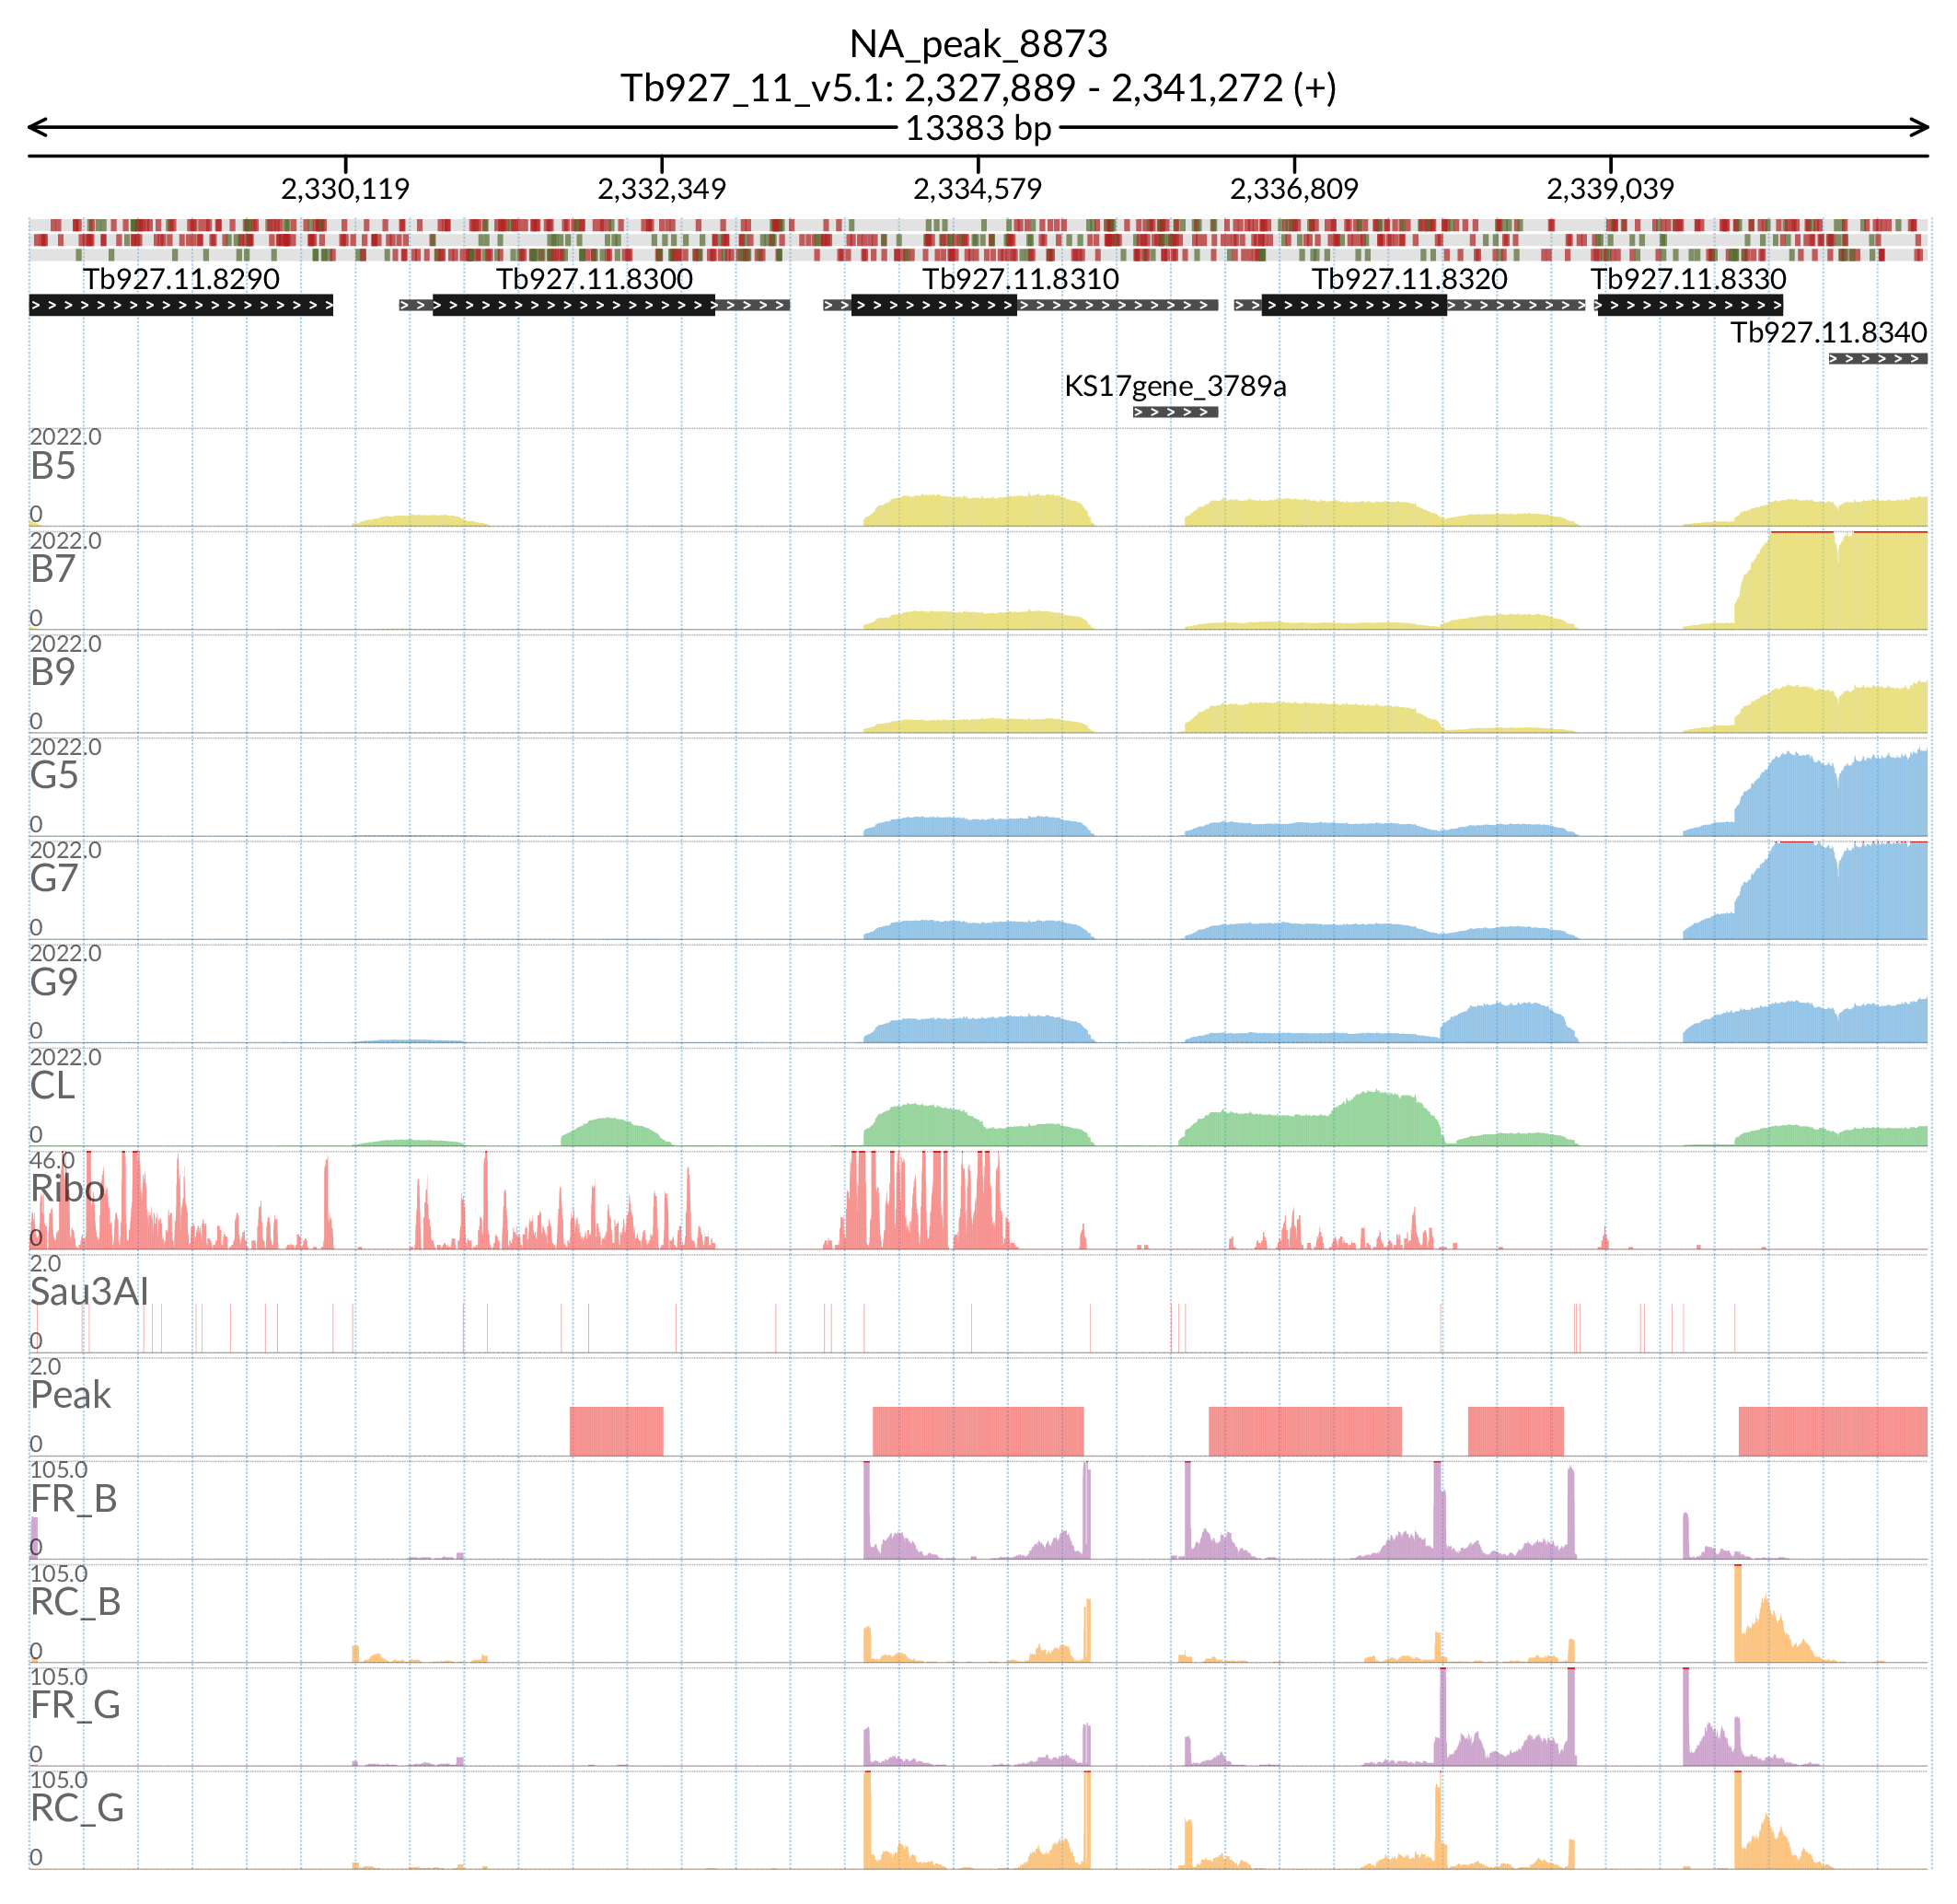 NA_peak_8873
Tb927_11_v5.1: 2,327,889 - 2,341,272 (+)
13383 bp
2,330,119 2,332,349 2,334,579 2,336,809 2,339,039
Tb927.11.8290 Tb927.11.8300 Tb927.11.8310 Tb927.11.8320 Tb927.11.8330
Tb927.11.8340
KS17gene_3789a
2022.0
B5
0
2022.0
B7
0
2022.0
B9
0
2022.0
G5
0
2022.0
G7
0
2022.0
G9
0
2022.0
CL
0
46.0
Ribo
0
2.0
Sau3AI
0
2.0
Peak
0
105.0
FR_B
0
105.0
RC_B
0
105.0
FR_G
0
105.0
RC_G
0